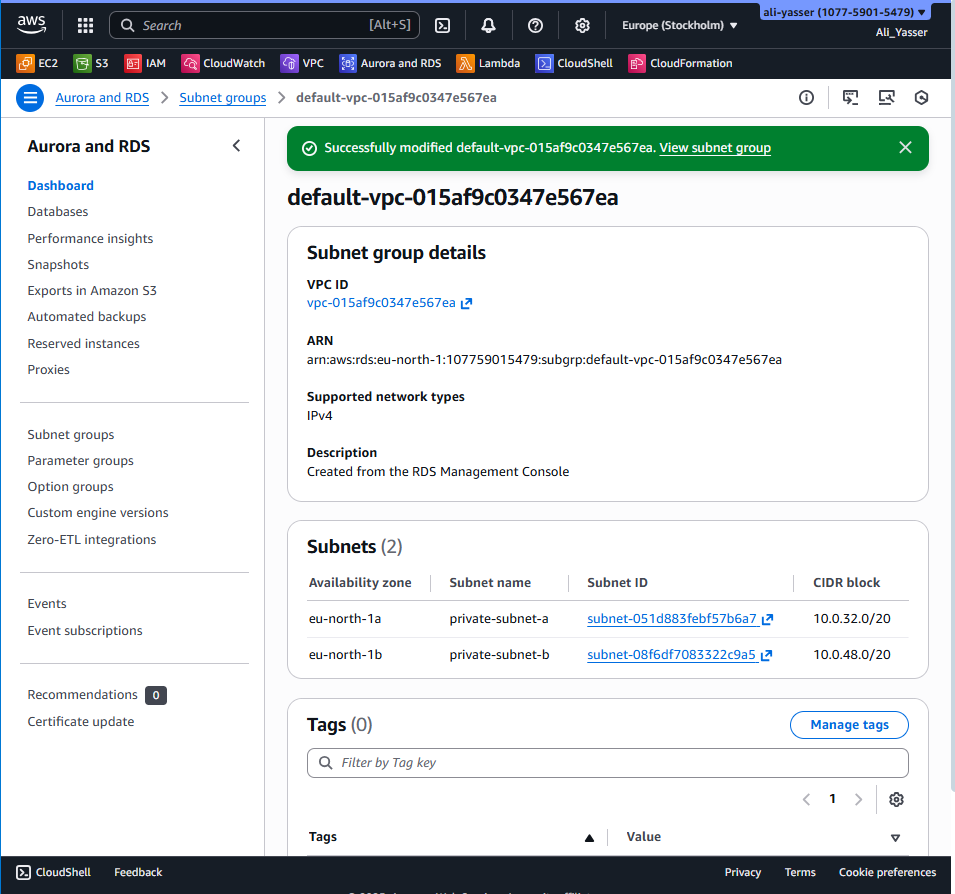 aws
Search [Alt+S]
Europe (Stockholm)
ali-yasser (1077-5901-5479)
Ali_Yasser
EC2 S3 IAM CloudWatch VPC Aurora and RDS Lambda CloudShell CloudFormation
Aurora and RDS > Subnet groups > default-vpc-015af9c0347e567ea
Aurora and RDS
Dashboard
Databases
Performance insights
Snapshots
Exports in Amazon S3
Automated backups
Reserved instances
Proxies
Subnet groups
Parameter groups
Option groups
Custom engine versions
Zero-ETL integrations
Events
Event subscriptions
Recommendations 0
Certificate update
Successfully modified default-vpc-015af9c0347e567ea. View subnet group
default-vpc-015af9c0347e567ea
Subnet group details
VPC ID
vpc-015af9c0347e567ea
ARN
arn:aws:rds:eu-north-1:107759015479:subgrp:default-vpc-015af9c0347e567ea
Supported network types
IPv4
Description
Created from the RDS Management Console
Subnets (2)
Availability zone Subnet name Subnet ID CIDR block
eu-north-1a private-subnet-a subnet-051d883febf57b6a7 10.0.32.0/20
eu-north-1b private-subnet-b subnet-08f6df7083322c9a5 10.0.48.0/20
Tags (0)
Manage tags
Filter by Tag key
1
Tags Value
CloudShell Feedback Privacy Terms Cookie preferences